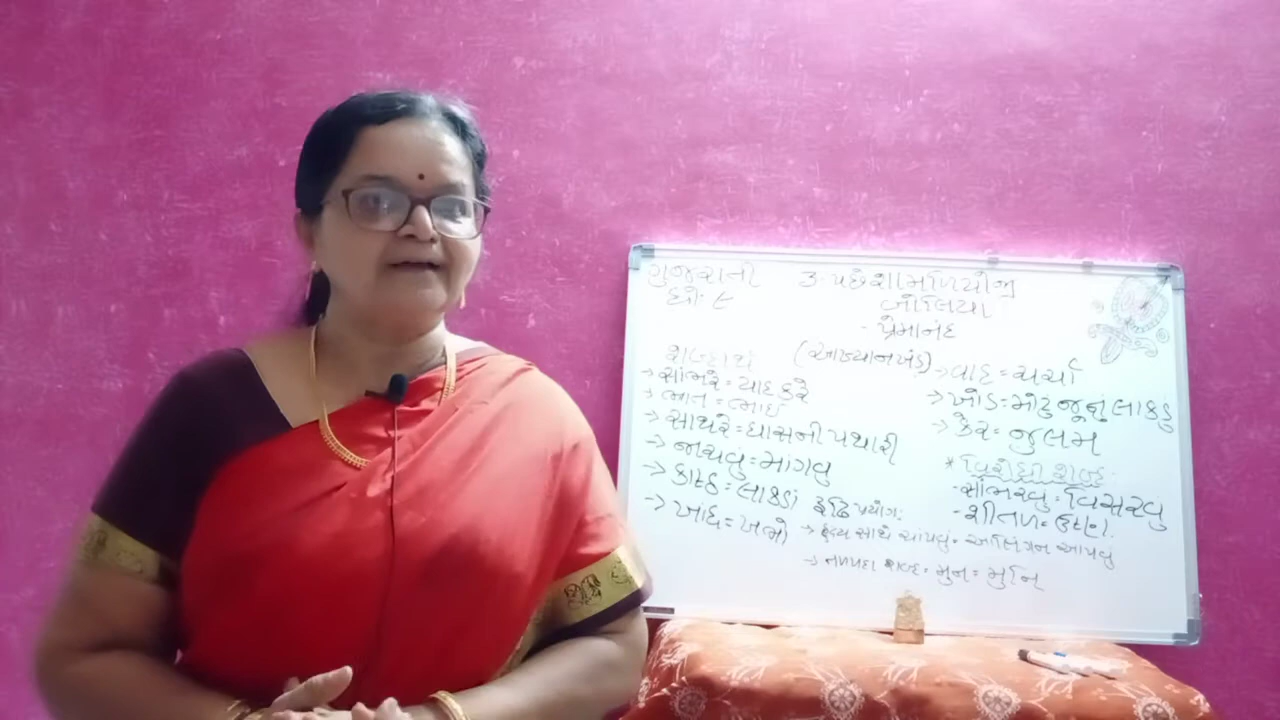 ગુજરાતી
ધો. ૯
૩. પછે શામળિયોજી
બોલિયા
- પ્રેમાનંદ
(આખ્યાનખંડ)
શબ્દાર્થ
→ સાંભરે = યાદ કરે
→ ભ્રાત = ભાઈ
→ સાથરે = ઘાસની પથારી
→ જાચવું = માંગવુ
→ કાષ્ઠ = લાકડાં
→ ખાંધ = ખભો
→ વાદ = ચર્ચા
→ ખોડ = મોટુ જૂનું લાકડું
→ કેર = જુલમ
* વિરોધી શબ્દ:
- સાંભરવુ = વિસરવુ
- શીતળ = ઉષ્ણ
રૂઢિ પ્રયોગ:
→ હૃદય સાથે ચાંપવું = આલિંગન આપવુ
→ તળપદા શબ્દ = મુન = મુનિ